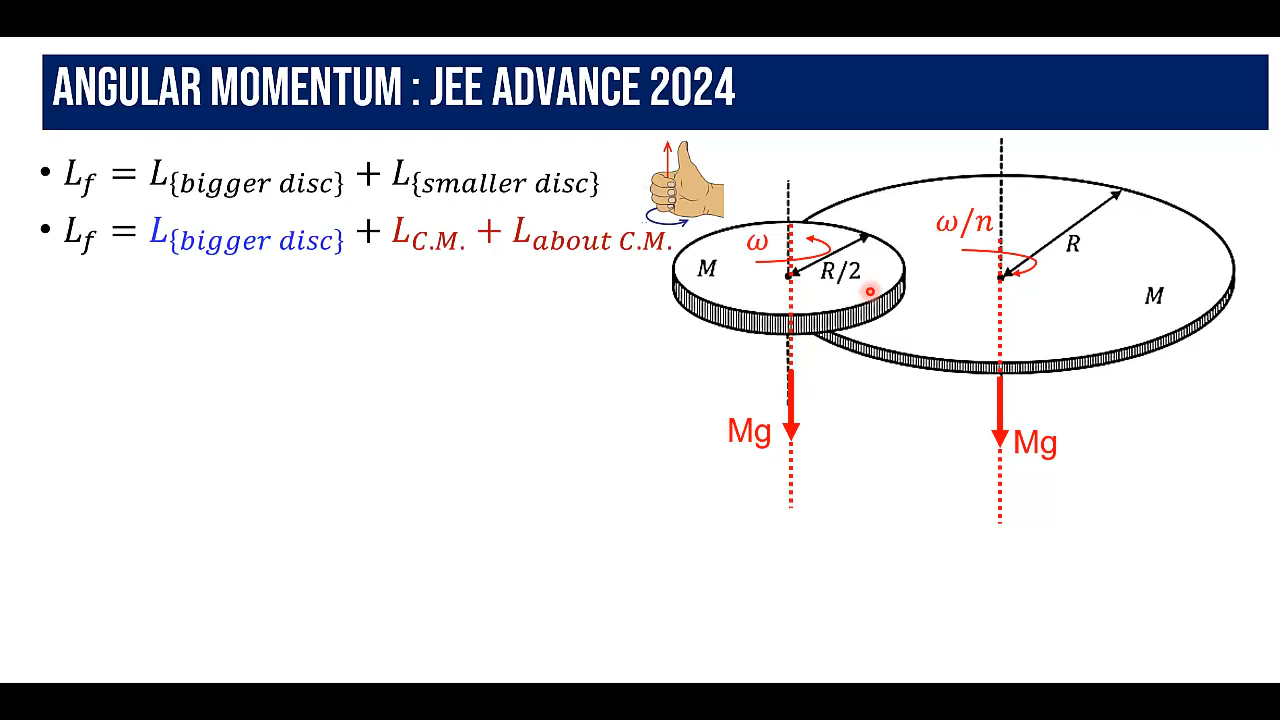 ANGULAR MOMENTUM : JEE ADVANCE 2024
• L_f = L_{bigger disc} + L_{smaller disc}
• L_f = L_{bigger disc} + L_{C.M.} + L_{about C.M.}
ω
ω/n
M
R/2
R
M
Mg
Mg